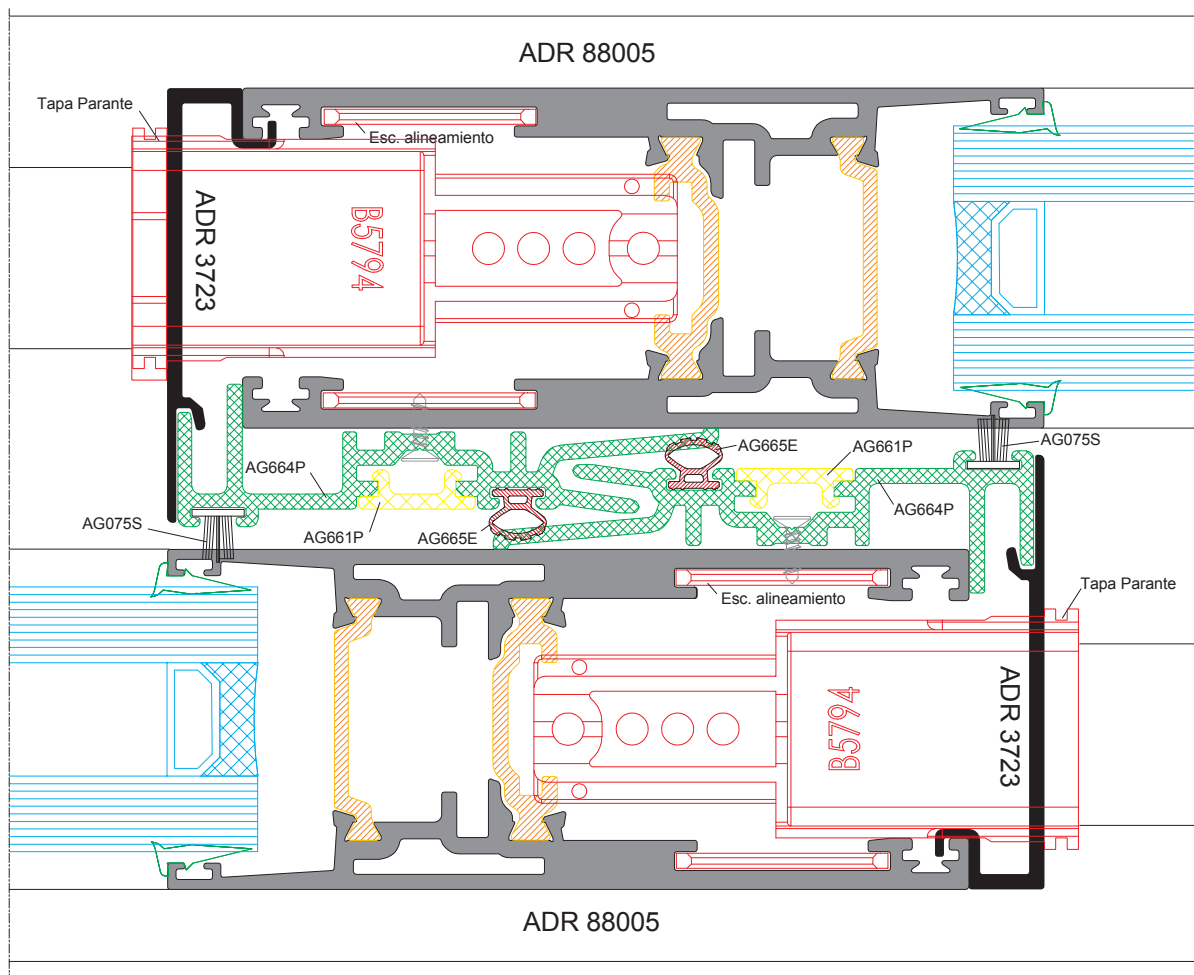 ADR 88005
Tapa Parante
Esc. alineamiento
ADR 3723
B5794
AG665E
AG661P
AG075S
AG664P
AG664P
AG075S
AG661P
AG665E
Esc. alineamiento
Tapa Parante
B5794
ADR 3723
ADR 88005